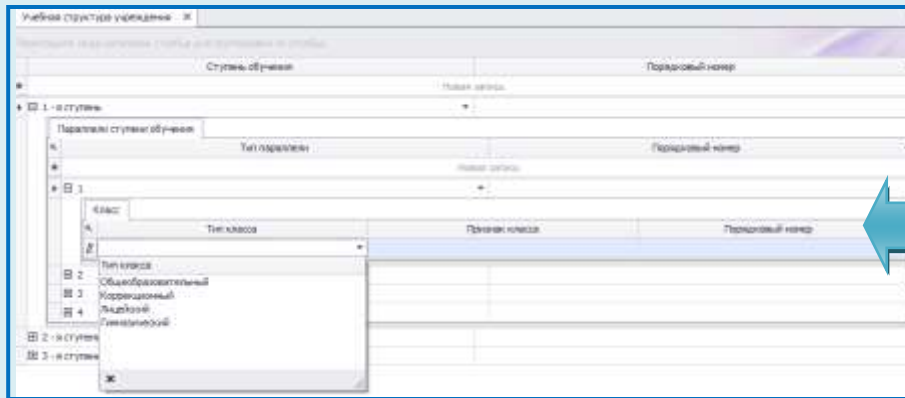 Учебная структура учреждения
Ступень обучения Порядковый номер
Новая запись
1 - я ступень
Параллели ступени обучения
Тип параллели Порядковый номер
Новая запись
1
Класс
Тип класса Признак класса Порядковый номер
Тип класса
2 Общеобразовательный
3 Коррекционный
Лицейский
4 Гимназический
2 - я ступень
3 - я ступень